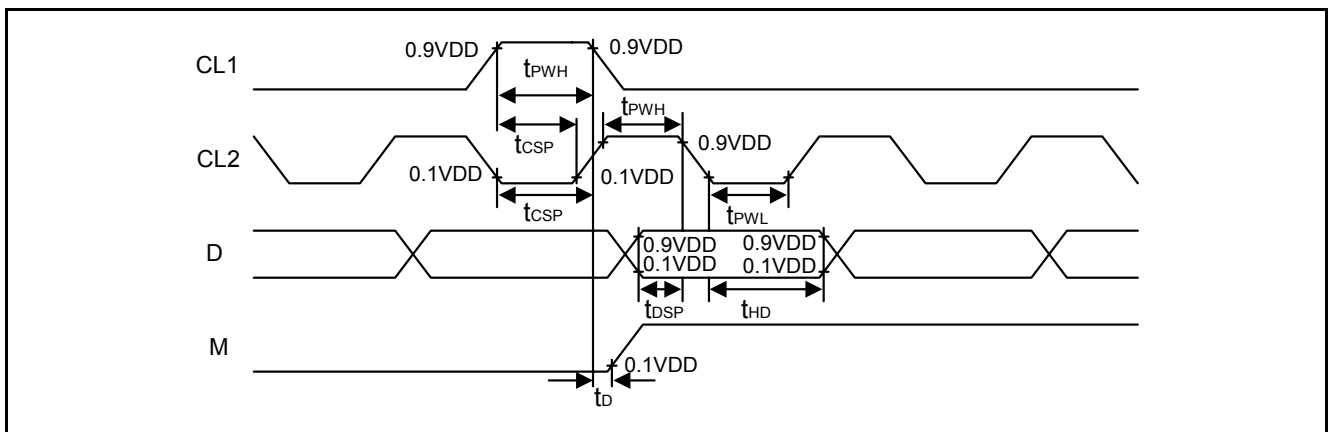 CL1
0.9VDD
0.9VDD
tPWH
tPWH
tCSP
CL2
0.9VDD
0.1VDD
0.1VDD
tCSP
tPWL
D
0.9VDD
0.9VDD
0.1VDD
0.1VDD
tDSP
tHD
M
0.1VDD
tD